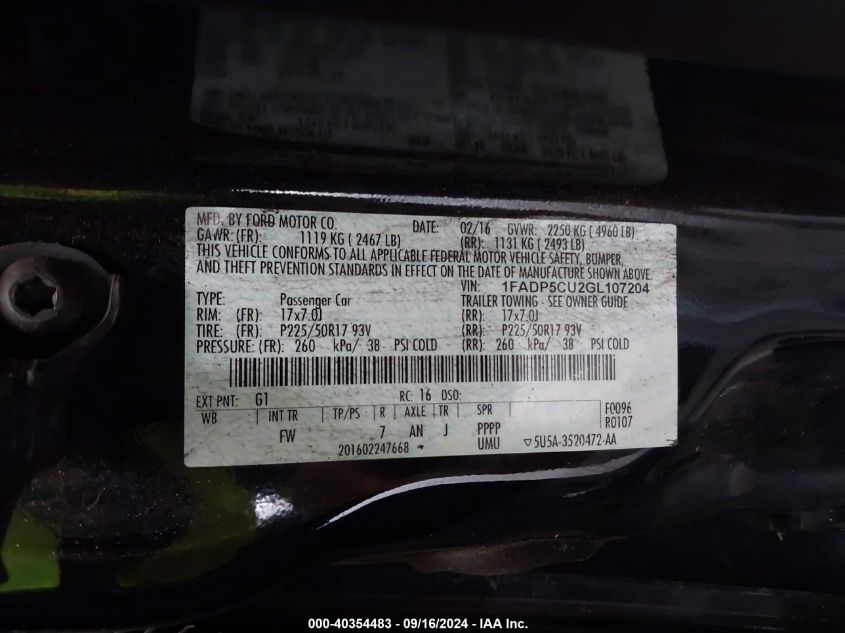 MFD. BY FORD MOTOR CO. DATE: 02/16 GVWR: 2250 KG ( 4960 LB)
GAWR:(FR): 1119 KG ( 2467 LB) (RR): 1131 KG ( 2493 LB)
THIS VEHICLE CONFORMS TO ALL APPLICABLE FEDERAL MOTOR VEHICLE SAFETY, BUMPER,
AND THEFT PREVENTION STANDARDS IN EFFECT ON THE DATE OF MANUFACTURE SHOWN ABOVE.
VIN: 1FADP5CU2GL107204
TYPE: Passenger Car TRAILER TOWING - SEE OWNER GUIDE
RIM: (FR): 17x7.0J (RR): 17x7.0J
TIRE: (FR): P225/50R17 93V (RR): P225/50R17 93V
PRESSURE: (FR): 260 kPa/ 38 PSI COLD (RR): 260 kPa/ 38 PSI COLD
EXT PNT: G1 RC: 16 DSO:
WB INT TR TP/PS R AXLE TR SPR F0096
FW 7 AN J PPPP R0107
201602247668 UMU 5U5A-3520472-AA
000-40354483 - 09/16/2024 - IAA Inc.